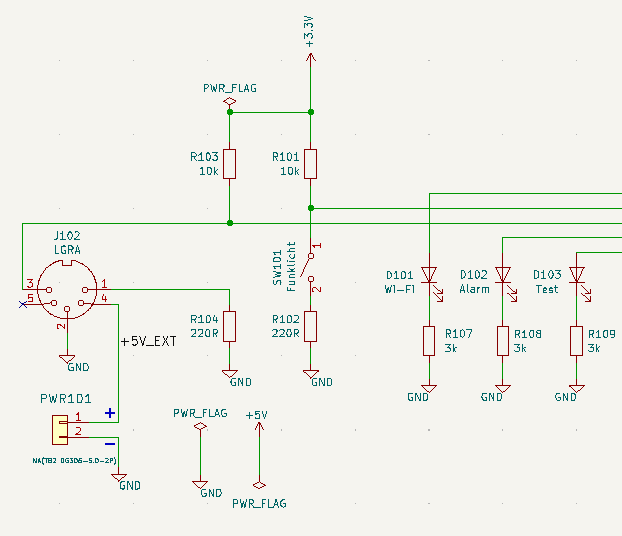 +3.3V
PWR_FLAG
R103
10k
R101
10k
J102
LGRA
3
5
1
4
2
SW101
Funklicht
1
2
D101
Wi-Fi
D102
Alarm
D103
Test
R104
220R
R102
220R
R107
3k
R108
3k
R109
3k
GND
+5V_EXT
GND
GND
GND
GND
GND
PWR101
1
2
+
−
NA(TB2 DG306-5.0-2P)
GND
PWR_FLAG
GND
+5V
PWR_FLAG